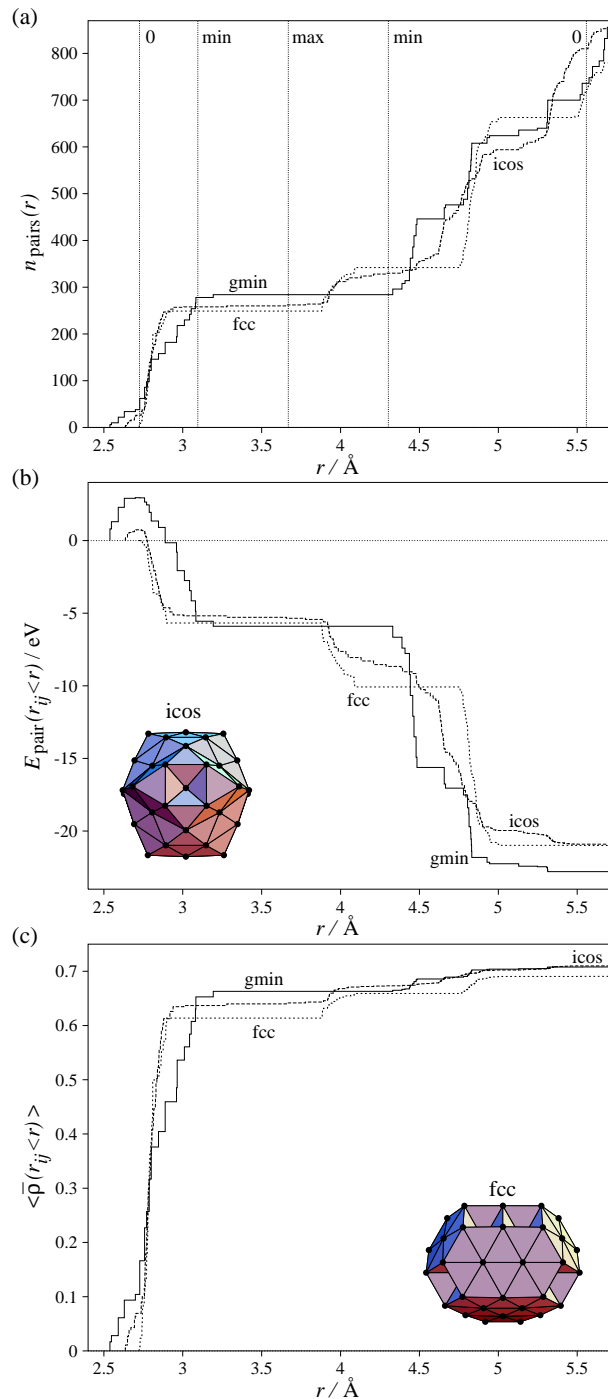 (a)
0 min max min 0
800
700
600
500
400
300
200
100
0
n pairs (r)
icos
gmin
fcc
2.5 3 3.5 4 4.5 5 5.5
r / Å
(b)
0
-5
-10
-15
-20
E pair (r ij <r) / eV
icos
fcc
icos
gmin
2.5 3 3.5 4 4.5 5 5.5
r / Å
(c)
0.7
0.6
0.5
0.4
0.3
0.2
0.1
0
<ρ̄ (r ij <r) >
icos
gmin
fcc
fcc
2.5 3 3.5 4 4.5 5 5.5
r / Å